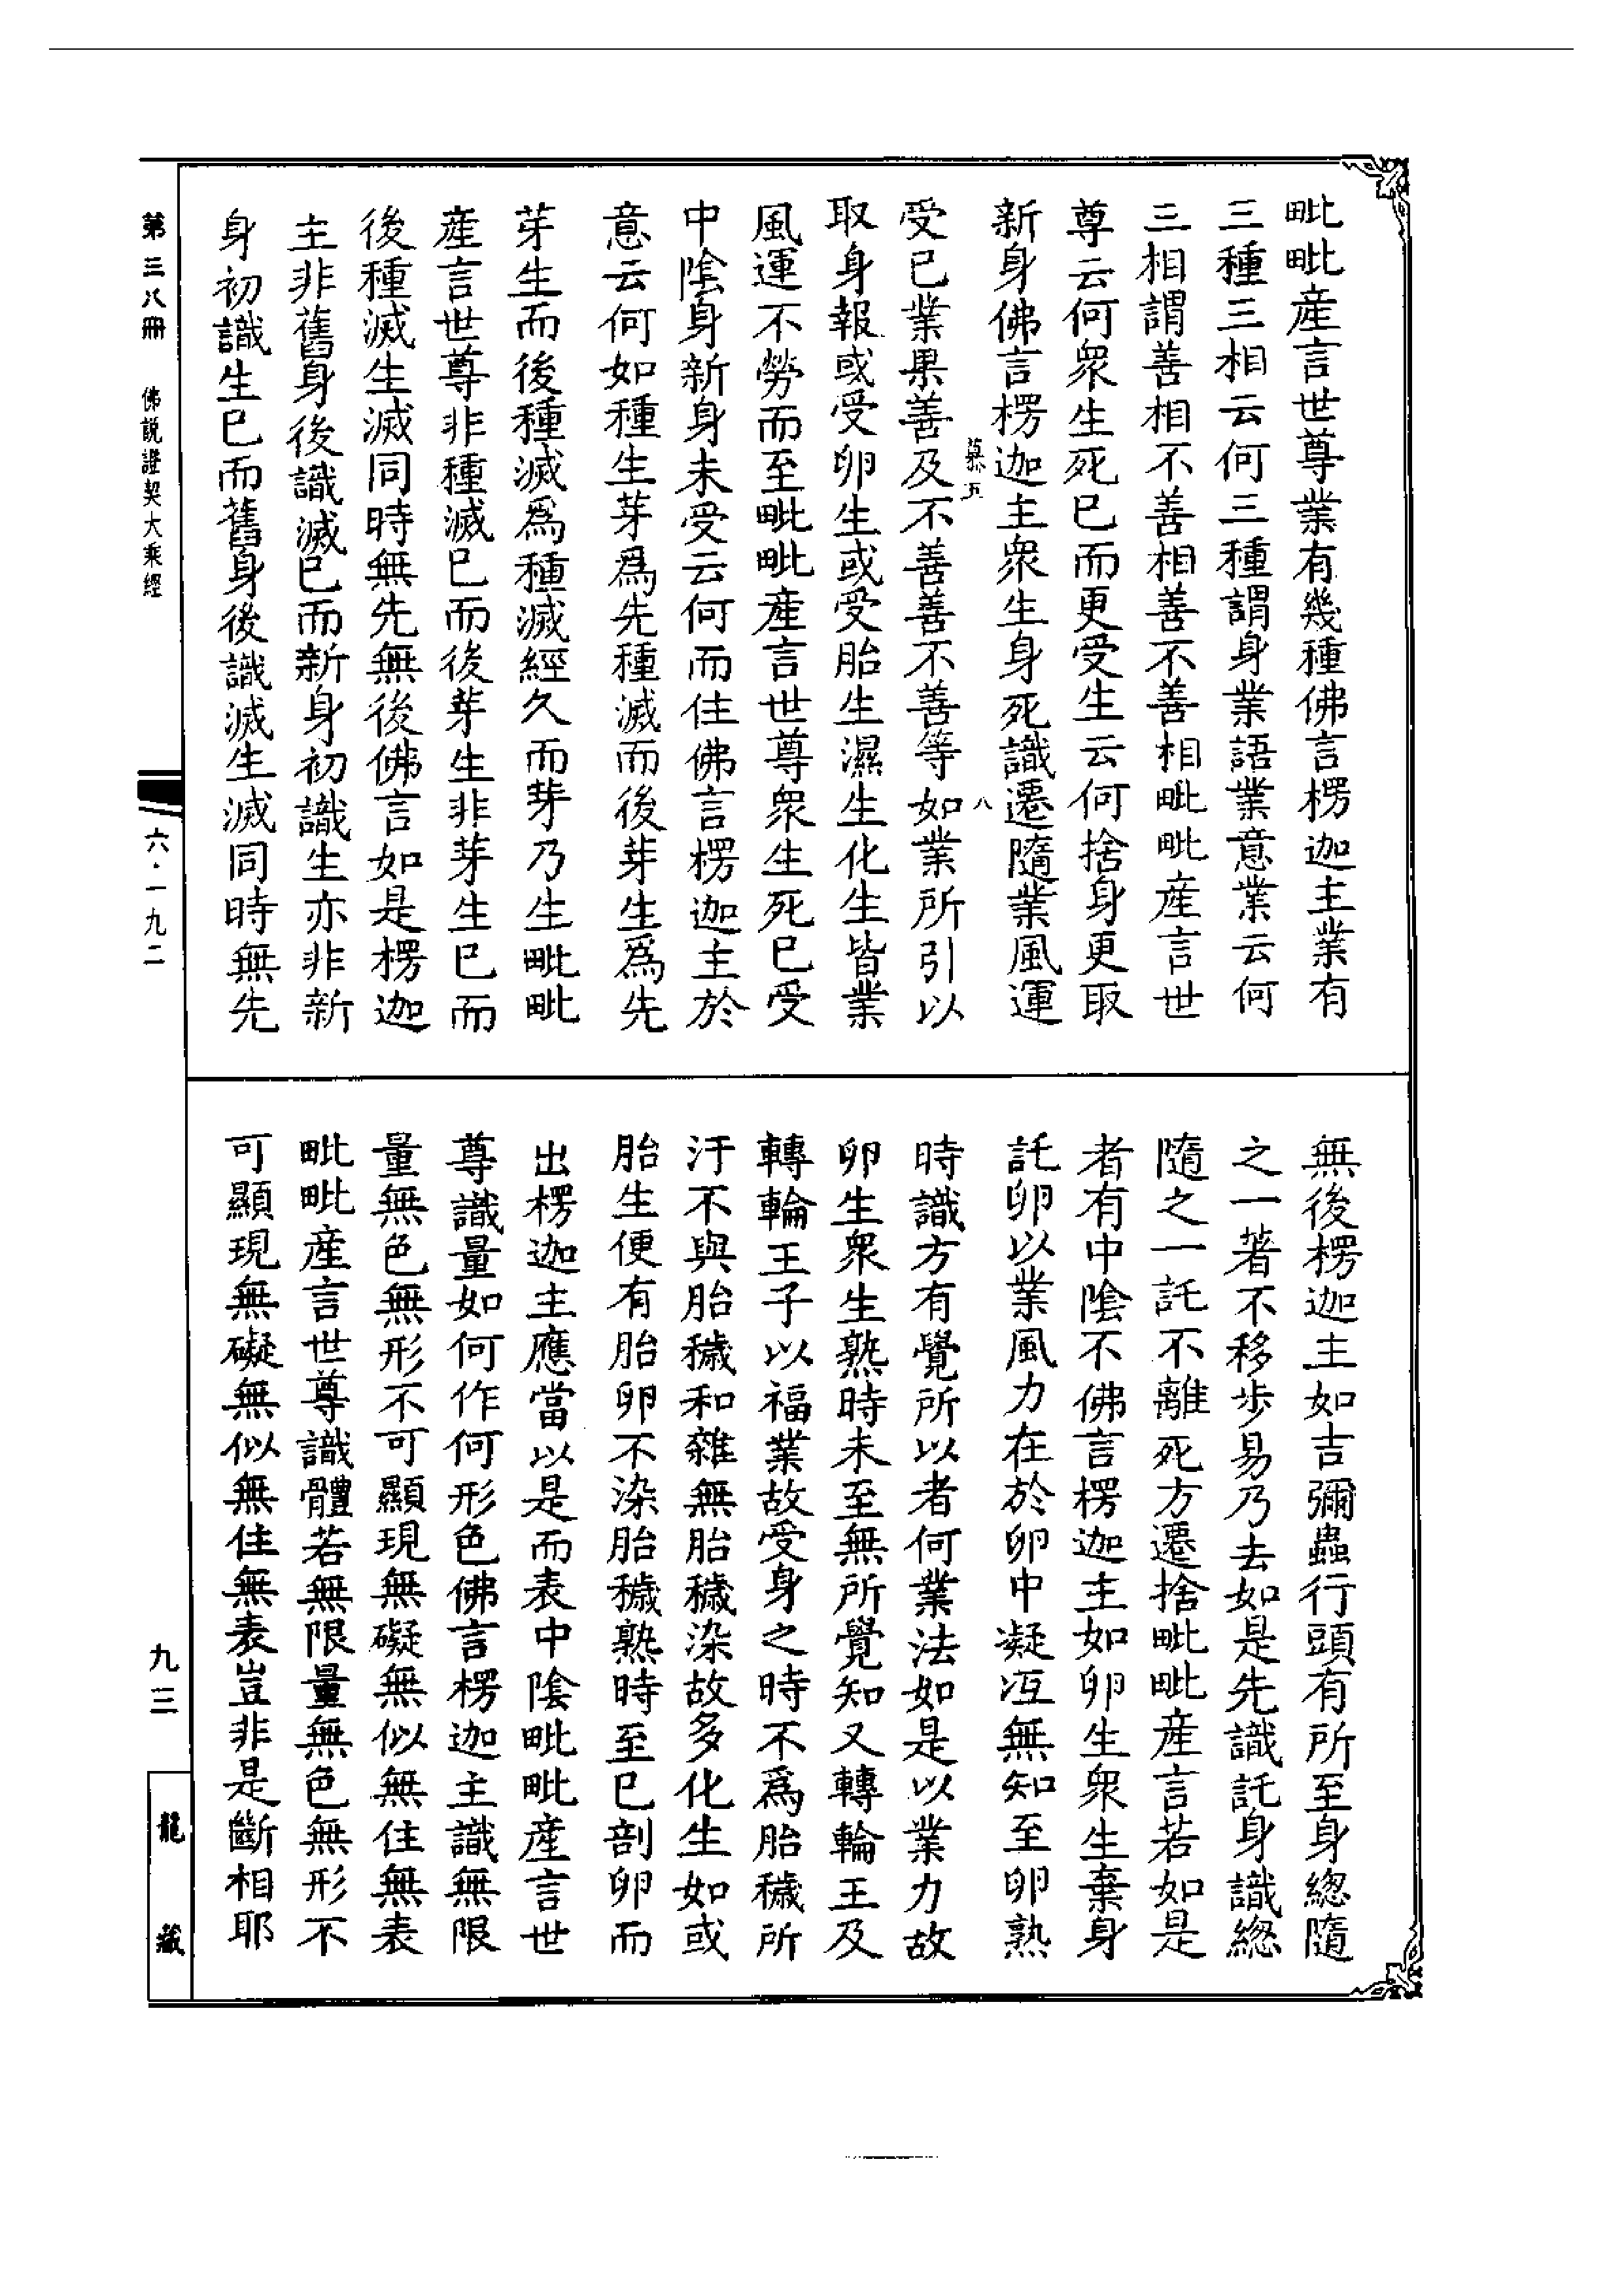 毗毗產言世尊業有幾種佛言楞迦主業有
三種三相云何三種謂身業語業意業云何
三相謂善相不善相善不善相毗毗產言世
尊云何衆生死已而更受生云何捨身更取
新身佛言楞迦主衆生身死識遷隨業風運
慕五 八
受已業果善及不善善不善等如業所引以
取身報或受卵生或受胎生濕生化生皆業
風運不勞而至毗毗產言世尊衆生死已受
中陰身新身未受云何而住佛言楞迦主於
意云何如種生芽爲先種滅而後芽生爲先
芽生而後種滅爲種滅經久而芽乃生毗毗
產言世尊非種滅已而後芽生非芽生已而
後種滅生滅同時無先無後佛言如是楞迦
主非舊身後識滅已而新身初識生亦非新
身初識生已而舊身後識滅生滅同時無先
無後楞迦主如吉彌蟲行頭有所至身總隨
之一著不移步易乃去如是先識託身識總
隨之一託不離死方遷捨毗毗產言若如是
者有中陰不佛言楞迦主如卵生衆生棄身
託卵以業風力在於卵中凝冱無知至卵熟
時識方有覺所以者何業法如是以業力故
卵生衆生熟時未至無所覺知又轉輪王及
轉輪王子以福業故受身之時不爲胎穢所
汙不與胎穢和雜無胎穢染故多化生如或
胎生便有胎卵不染胎穢熟時至已剖卵而
出楞迦主應當以是而表中陰毗毗產言世
尊識量如何作何形色佛言楞迦主識無限
量無色無形不可顯現無礙無似無住無表
毗毗產言世尊識體若無限量無色無形不
可顯現無礙無似無住無表豈非是斷相耶
第三八冊 佛說證契大乘經
六·一九二
九三
龍藏